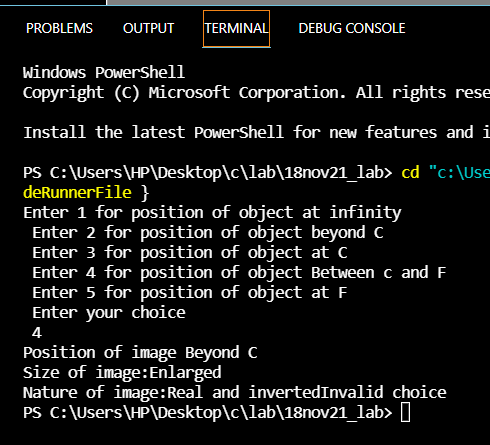 PROBLEMS OUTPUT TERMINAL DEBUG CONSOLE
Windows PowerShell
Copyright (C) Microsoft Corporation. All rights rese
Install the latest PowerShell for new features and i
PS C:\Users\HP\Desktop\c\lab\18nov21_lab> cd "c:\Use
deRunnerFile }
Enter 1 for position of object at infinity
Enter 2 for position of object beyond C
Enter 3 for position of object at C
Enter 4 for position of object Between c and F
Enter 5 for position of object at F
Enter your choice
4
Position of image Beyond C
Size of image:Enlarged
Nature of image:Real and invertedInvalid choice
PS C:\Users\HP\Desktop\c\lab\18nov21_lab>